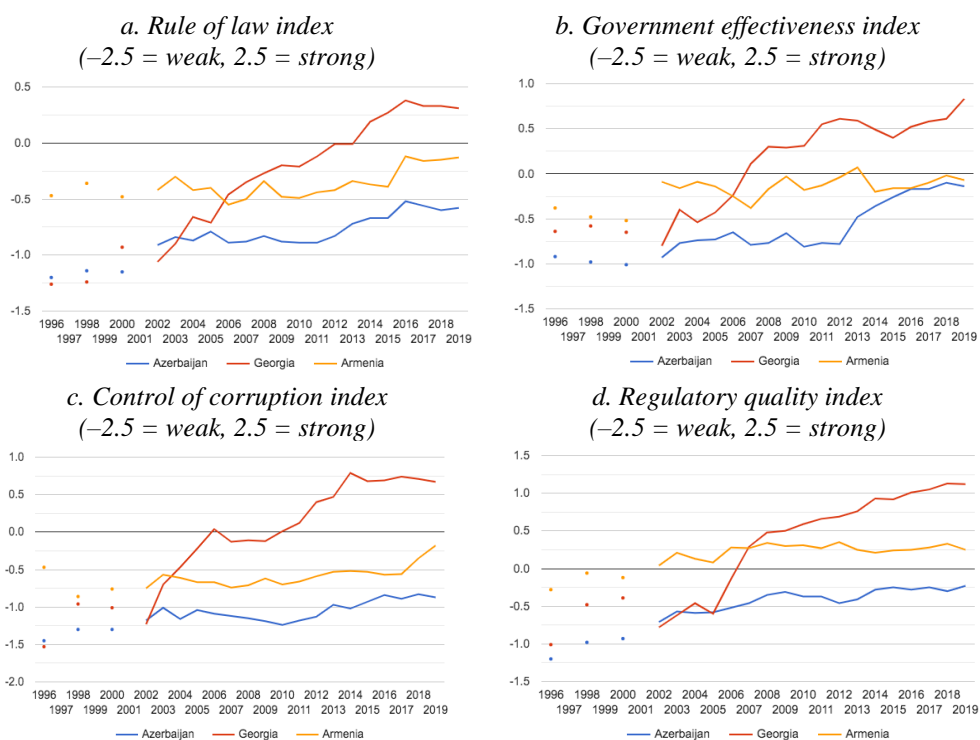 a. Rule of law index
(–2.5 = weak, 2.5 = strong)
0.5
0.0
-0.5
-1.0
-1.5
1996 1998 2000 2002 2004 2006 2008 2010 2012 2014 2016 2018
1997 1999 2001 2003 2005 2007 2009 2011 2013 2015 2017 2019
Azerbaijan Georgia Armenia
b. Government effectiveness index
(–2.5 = weak, 2.5 = strong)
1.0
0.5
0.0
-0.5
-1.0
-1.5
1996 1998 2000 2002 2004 2006 2008 2010 2012 2014 2016 2018
1997 1999 2001 2003 2005 2007 2009 2011 2013 2015 2017 2019
Azerbaijan Georgia Armenia
c. Control of corruption index
(–2.5 = weak, 2.5 = strong)
1.0
0.5
0.0
-0.5
-1.0
-1.5
-2.0
1996 1998 2000 2002 2004 2006 2008 2010 2012 2014 2016 2018
1997 1999 2001 2003 2005 2007 2009 2011 2013 2015 2017 2019
Azerbaijan Georgia Armenia
d. Regulatory quality index
(–2.5 = weak, 2.5 = strong)
1.5
1.0
0.5
0.0
-0.5
-1.0
-1.5
1996 1998 2000 2002 2004 2006 2008 2010 2012 2014 2016 2018
1997 1999 2001 2003 2005 2007 2009 2011 2013 2015 2017 2019
Azerbaijan Georgia Armenia